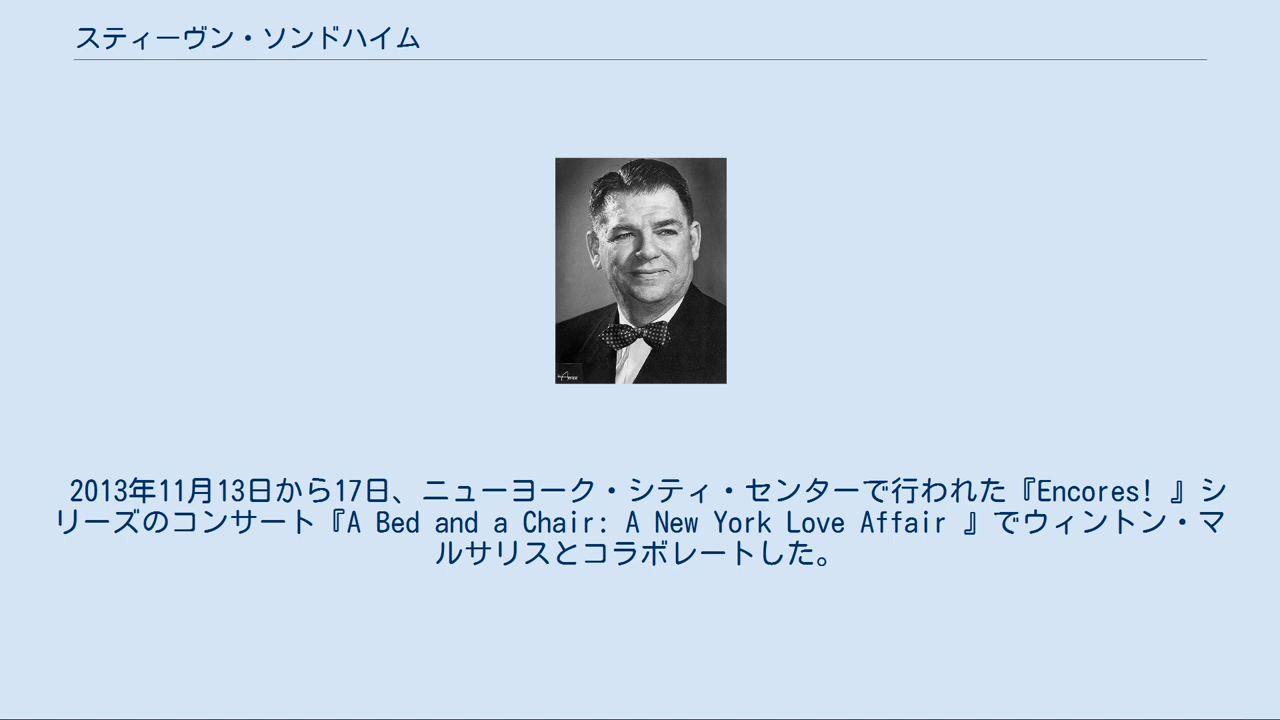 スティーヴン・ソンドハイム
2013年11月13日から17日、ニューヨーク・シティ・センターで行われた『Encores! 』シ
リーズのコンサート『A Bed and a Chair: A New York Love Affair 』でウィントン・マ
ルサリスとコラボレートした。